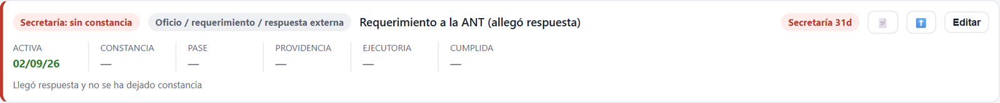 Secretaría: sin constancia Oficio / requerimiento / respuesta externa Requerimiento a la ANT (allegó respuesta) Secretaría 31d Editar
ACTIVA CONSTANCIA PASE PROVIDENCIA EJECUTORIA CUMPLIDA
02/09/26 — — — — —
Llegó respuesta y no se ha dejado constancia